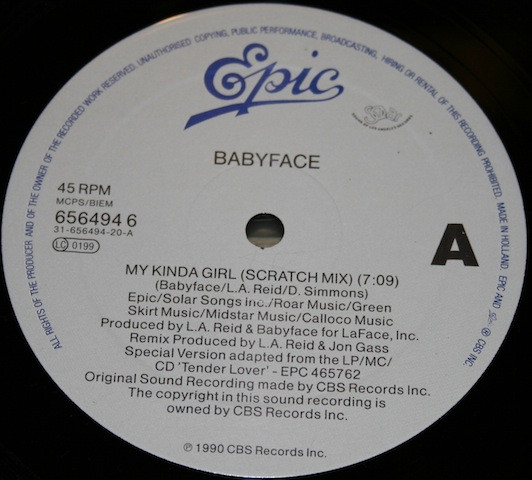 ALL RIGHTS OF THE PRODUCER AND OF THE OWNER OF THE RECORDED WORK RESERVED. UNAUTHORISED COPYING, PUBLIC PERFORMANCE, BROADCASTING, HIRING OR RENTAL OF THIS RECORDING PROHIBITED. MADE IN HOLLAND. EPIC AND
℗ CBS INC.
Epic
BABYFACE
45 RPM
MCPS/BIEM
656494 6
31-656494-20-A
LC 0199
A
MY KINDA GIRL (SCRATCH MIX) (7:09)
(Babyface/L.A. Reid/D. Simmons)
Epic/Solar Songs inc./Roar Music/Green
Skirt Music/Midstar Music/Calloco Music
Produced by L.A. Reid & Babyface for LaFace, Inc.
Remix Produced by L.A. Reid & Jon Gass
Special Version adapted from the LP/MC/
CD 'Tender Lover' - EPC 465762
Original Sound Recording made by CBS Records Inc.
The copyright in this sound recording is
owned by CBS Records Inc.
℗ 1990 CBS Records Inc.